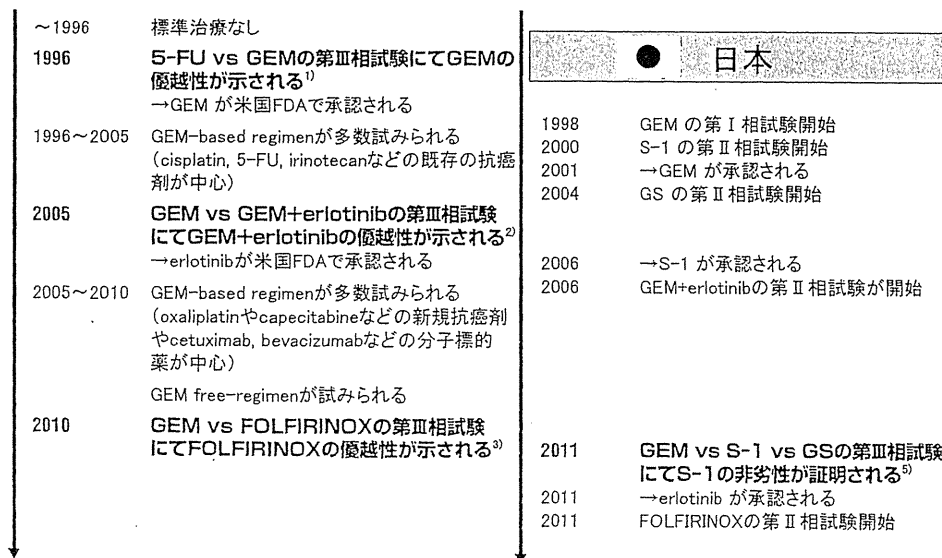 ～1996 標準治療なし
1996 5-FU vs GEMの第Ⅲ相試験にてGEMの
優越性が示される1)
→GEM が米国FDAで承認される
1996～2005 GEM-based regimenが多数試みられる
(cisplatin, 5-FU, irinotecanなどの既存の抗癌
剤が中心)
2005 GEM vs GEM+erlotinibの第Ⅲ相試験
にてGEM+erlotinibの優越性が示される2)
→erlotinibが米国FDAで承認される
2005～2010 GEM-based regimenが多数試みられる
(oxaliplatinやcapecitabineなどの新規抗癌剤
やcetuximab, bevacizumabなどの分子標的
薬が中心)
GEM free-regimenが試みられる
2010 GEM vs FOLFIRINOXの第Ⅲ相試験
にてFOLFIRINOXの優越性が示される3)
日本
1998 GEM の第Ⅰ相試験開始
2000 S-1 の第Ⅱ相試験開始
2001 →GEM が承認される
2004 GS の第Ⅱ相試験開始
2006 →S-1 が承認される
2006 GEM+erlotinibの第Ⅱ相試験が開始
2011 GEM vs S-1 vs GSの第Ⅲ相試験
にてS-1の非劣性が証明される5)
2011 →erlotinib が承認される
2011 FOLFIRINOXの第Ⅱ相試験開始